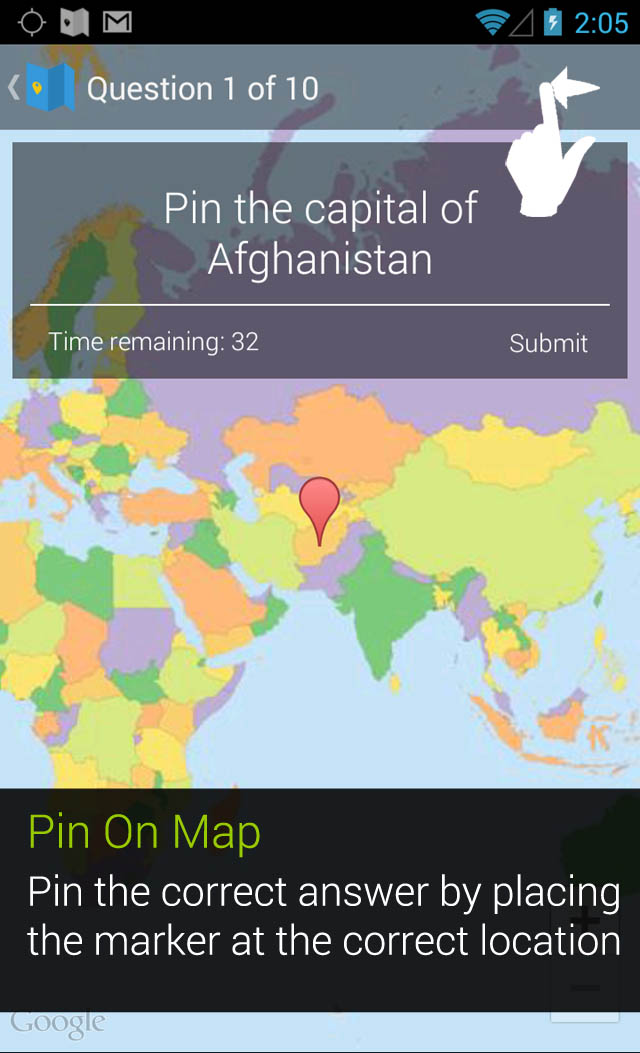 2:05
Question 1 of 10
Pin the capital of
Afghanistan
Time remaining: 32
Submit
Pin On Map
Pin the correct answer by placing
the marker at the correct location
Google